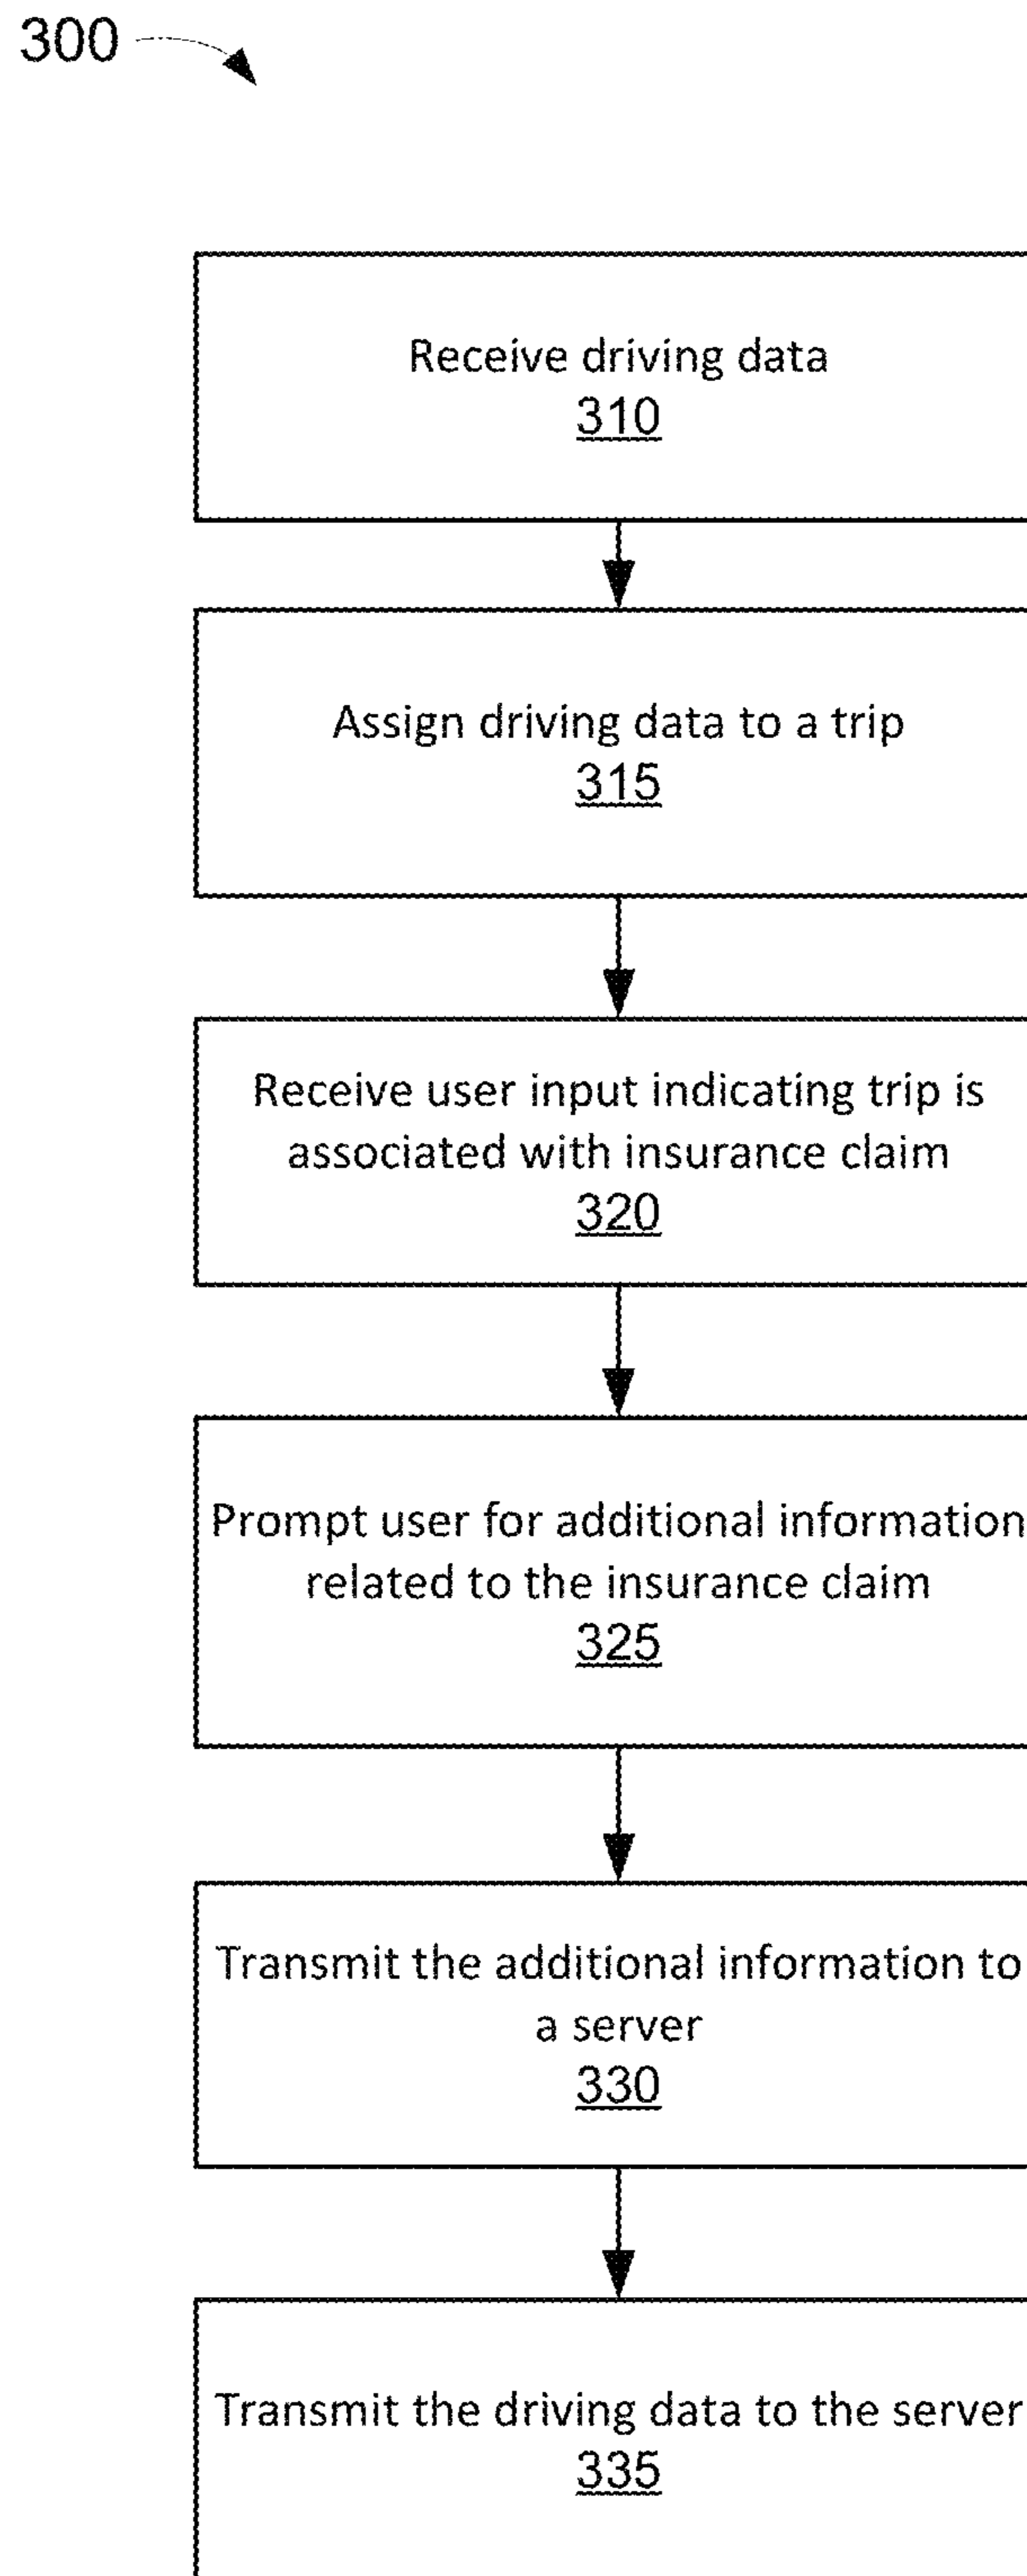 300
Receive driving data
310
Assign driving data to a trip
315
Receive user input indicating trip is
associated with insurance claim
320
Prompt user for additional information
related to the insurance claim
325
Transmit the additional information to
a server
330
Transmit the driving data to the server
335